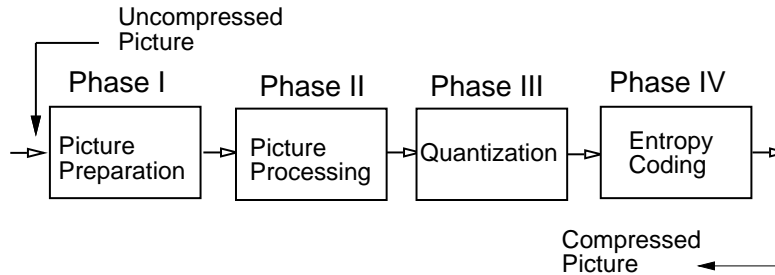 Uncompressed
Picture
Phase I
Phase II
Phase III
Phase IV
Picture
Preparation
Picture
Processing
Quantization
Entropy
Coding
Compressed
Picture